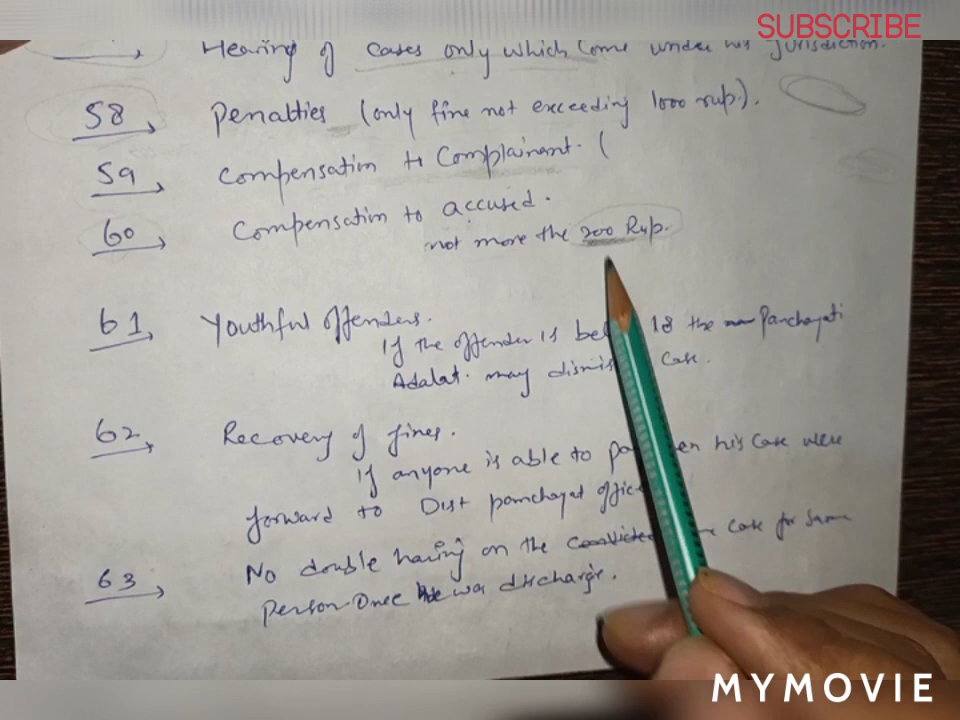 SUBSCRIBE
Hearing of cases only which come under his jurisdiction.
58 Penalties (only fine not exceeding 1000 rup.).
59 Compensation to Complainant. (
60 Compensation to accused.
not more the 200 Rup.
61 Youthful offenders.
If the offender is 18 the Panchayati
Adalat. may case.
62 Recovery of fines.
If anyone is able to his case were
forward to Dist panchayat
63 No double having on the case for same
person once he was discharge.
MYMOVIE